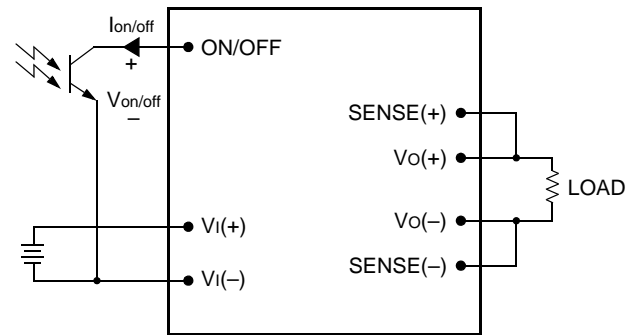 Ion/off
+
Von/off
–
ON/OFF
VI(+)
VI(–)
SENSE(+)
VO(+)
VO(–)
SENSE(–)
LOAD